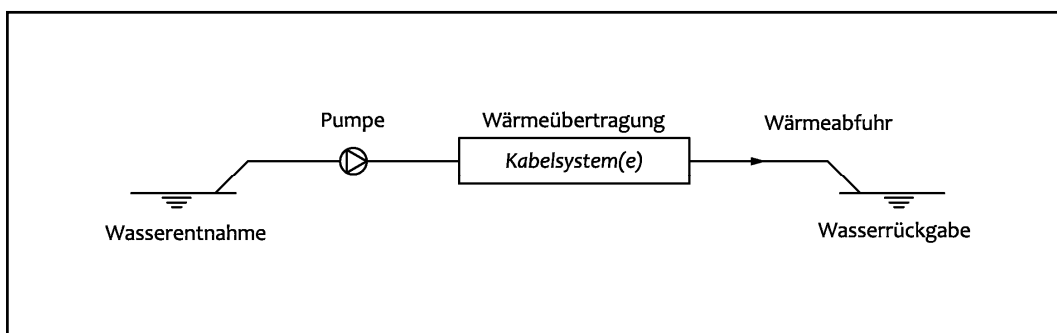 Pumpe
Wärmeübertragung
Wärmeabfuhr
Kabelsystem(e)
Wasserentnahme
Wasserrückgabe